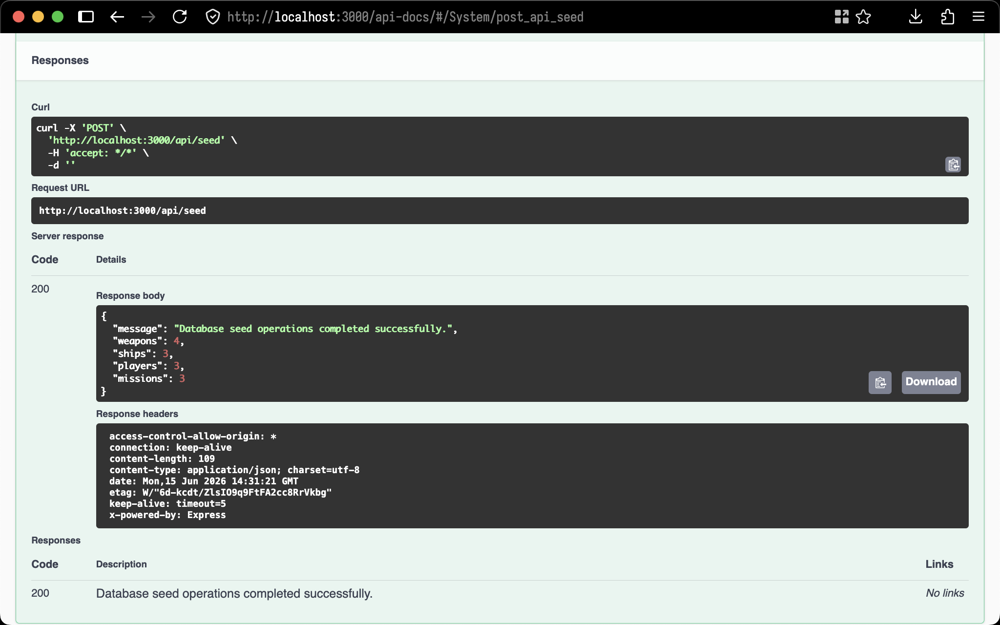 http://localhost:3000/api-docs/#/System/post_api_seed
Responses
Curl
curl -X 'POST' \
  'http://localhost:3000/api/seed' \
  -H 'accept: */*' \
  -d ''
Request URL
http://localhost:3000/api/seed
Server response
Code Details
200
Response body
{
  "message": "Database seed operations completed successfully.",
  "weapons": 4,
  "ships": 3,
  "players": 3,
  "missions": 3
}
Download
Response headers
access-control-allow-origin: *
connection: keep-alive
content-length: 109
content-type: application/json; charset=utf-8
date: Mon,15 Jun 2026 14:31:21 GMT
etag: W/"6d-kcdt/ZlsIO9q9FtFA2cc8RrVkbg"
keep-alive: timeout=5
x-powered-by: Express
Responses
Code Description Links
200 Database seed operations completed successfully. No links